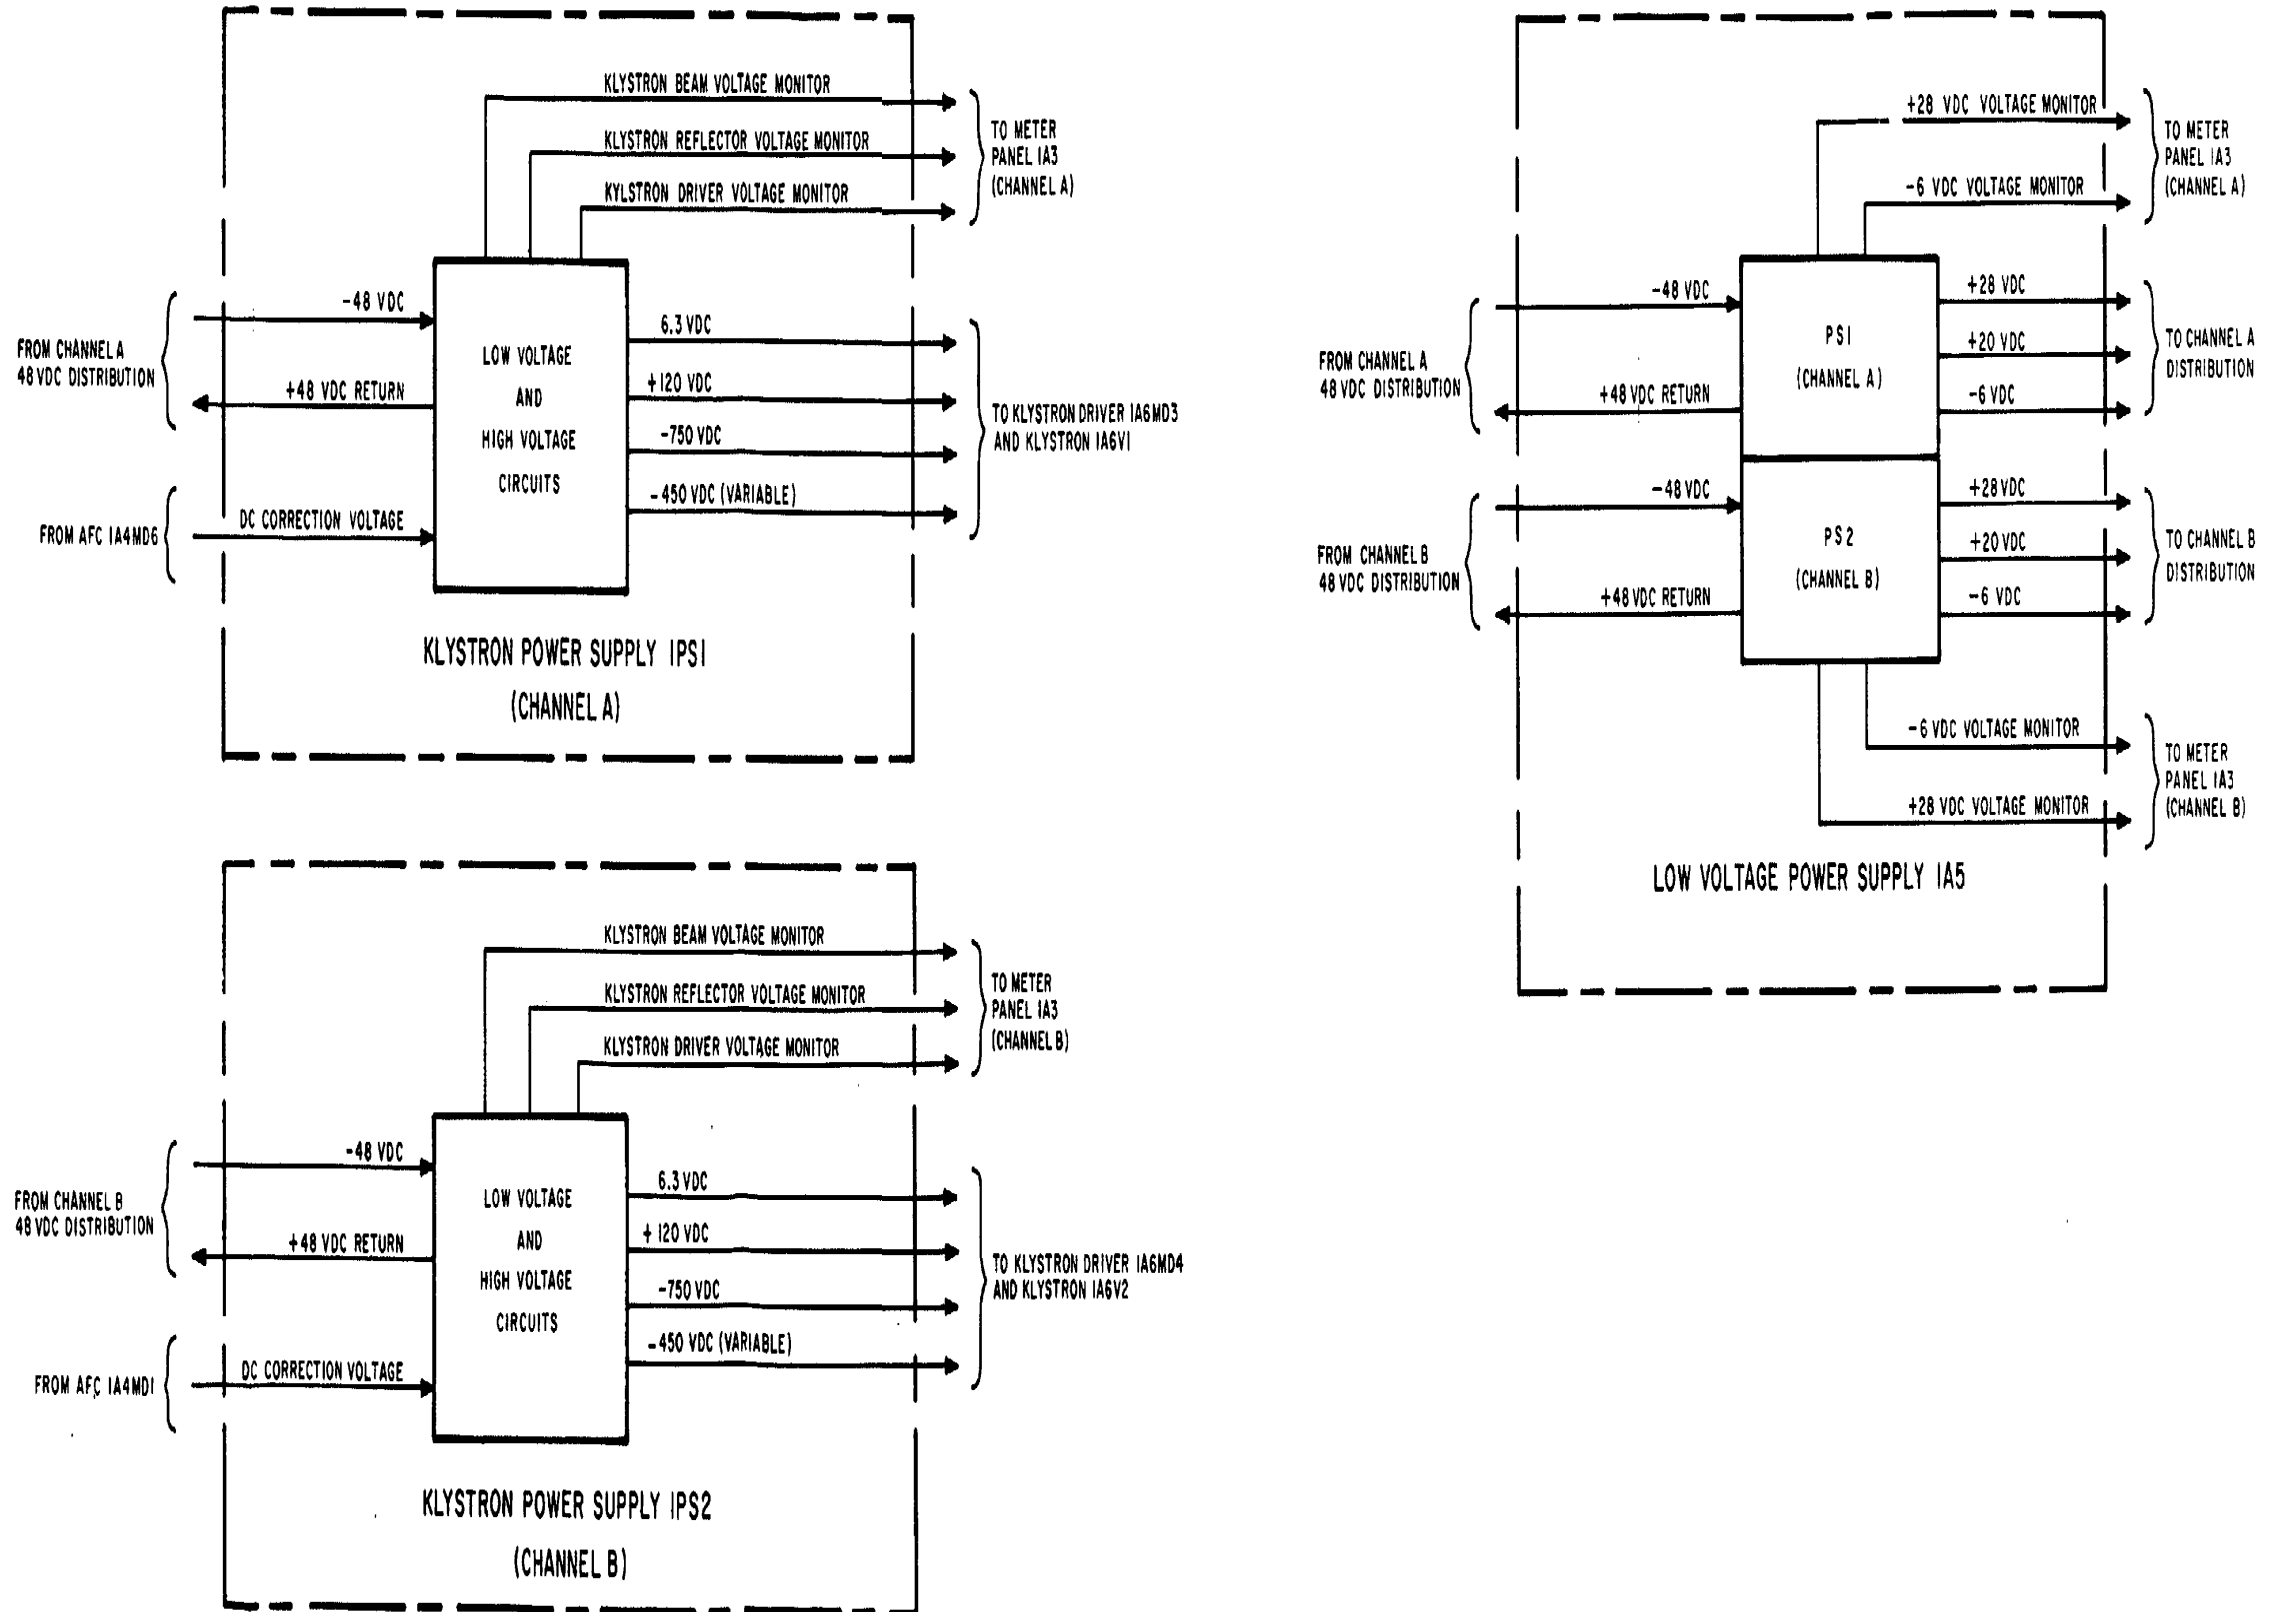 KLYSTRON BEAM VOLTAGE MONITOR
KLYSTRON REFLECTOR VOLTAGE MONITOR
KYLSTRON DRIVER VOLTAGE MONITOR
TO METER
PANEL 1A3
(CHANNEL A)
FROM CHANNEL A
48 VDC DISTRIBUTION
-48 VDC
+48 VDC RETURN
FROM AFC 1A4MD6
DC CORRECTION VOLTAGE
LOW VOLTAGE
AND
HIGH VOLTAGE
CIRCUITS
6.3 VDC
+120 VDC
-750 VDC
-450 VDC (VARIABLE)
TO KLYSTRON DRIVER 1A6MD3
AND KLYSTRON 1A6V1
KLYSTRON POWER SUPPLY 1PS1
(CHANNEL A)
+28 VDC VOLTAGE MONITOR
-6 VDC VOLTAGE MONITOR
TO METER
PANEL 1A3
(CHANNEL A)
FROM CHANNEL A
48 VDC DISTRIBUTION
-48 VDC
+48 VDC RETURN
PS1
(CHANNEL A)
+28 VDC
+20 VDC
-6 VDC
TO CHANNEL A
DISTRIBUTION
FROM CHANNEL B
48 VDC DISTRIBUTION
-48 VDC
+48 VDC RETURN
PS2
(CHANNEL B)
+28 VDC
+20 VDC
-6 VDC
TO CHANNEL B
DISTRIBUTION
-6 VDC VOLTAGE MONITOR
+28 VDC VOLTAGE MONITOR
TO METER
PANEL 1A3
(CHANNEL B)
LOW VOLTAGE POWER SUPPLY 1A5
KLYSTRON BEAM VOLTAGE MONITOR
KLYSTRON REFLECTOR VOLTAGE MONITOR
KLYSTRON DRIVER VOLTAGE MONITOR
TO METER
PANEL 1A3
(CHANNEL B)
FROM CHANNEL B
48 VDC DISTRIBUTION
-48 VDC
+48 VDC RETURN
FROM AFC 1A4MD1
DC CORRECTION VOLTAGE
LOW VOLTAGE
AND
HIGH VOLTAGE
CIRCUITS
6.3 VDC
+120 VDC
-750 VDC
-450 VDC (VARIABLE)
TO KLYSTRON DRIVER 1A6MD4
AND KLYSTRON 1A6V2
KLYSTRON POWER SUPPLY 1PS2
(CHANNEL B)